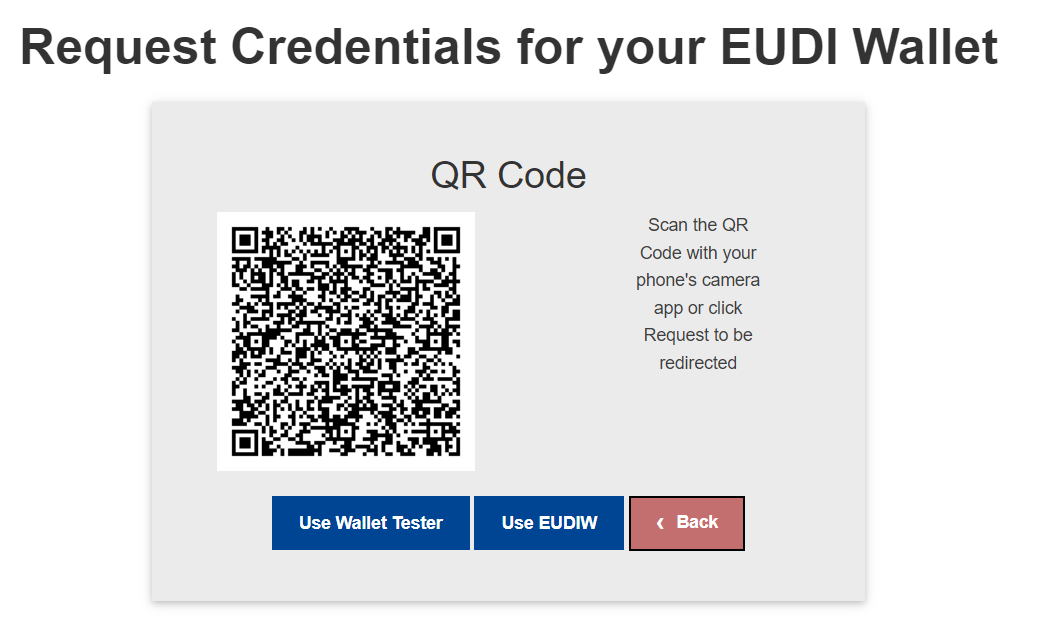 Request Credentials for your EUDI Wallet
QR Code
Scan the QR
Code with your
phone's camera
app or click
Request to be
redirected
Use Wallet Tester
Use EUDIW
‹ Back